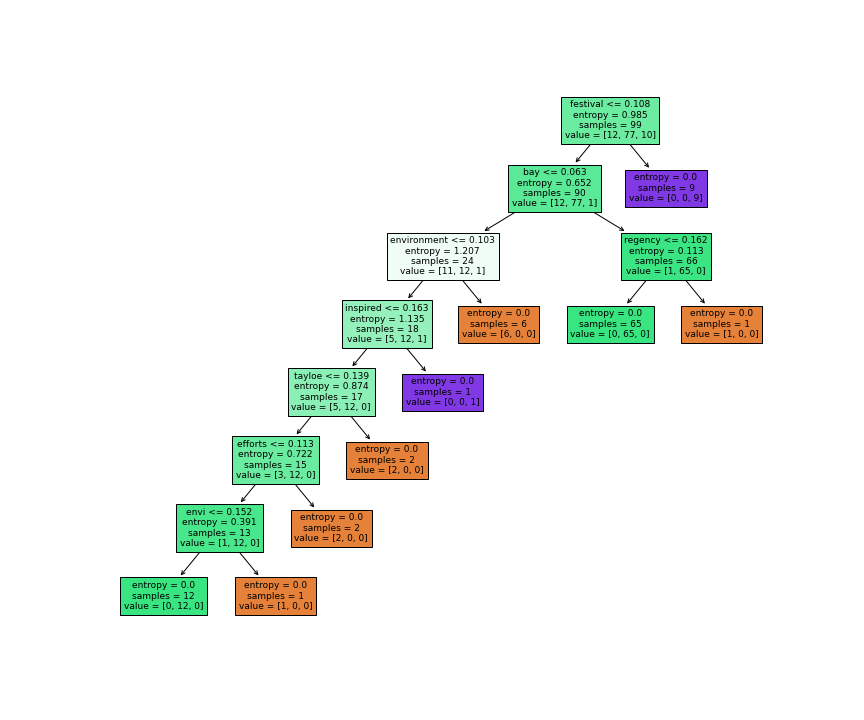 festival <= 0.108
entropy = 0.985
samples = 99
value = [12, 77, 10]
bay <= 0.063
entropy = 0.652
samples = 90
value = [12, 77, 1]
entropy = 0.0
samples = 9
value = [0, 0, 9]
environment <= 0.103
entropy = 1.207
samples = 24
value = [11, 12, 1]
regency <= 0.162
entropy = 0.113
samples = 66
value = [1, 65, 0]
inspired <= 0.163
entropy = 1.135
samples = 18
value = [5, 12, 1]
entropy = 0.0
samples = 6
value = [6, 0, 0]
entropy = 0.0
samples = 65
value = [0, 65, 0]
entropy = 0.0
samples = 1
value = [1, 0, 0]
tayloe <= 0.139
entropy = 0.874
samples = 17
value = [5, 12, 0]
entropy = 0.0
samples = 1
value = [0, 0, 1]
efforts <= 0.113
entropy = 0.722
samples = 15
value = [3, 12, 0]
entropy = 0.0
samples = 2
value = [2, 0, 0]
envi <= 0.152
entropy = 0.391
samples = 13
value = [1, 12, 0]
entropy = 0.0
samples = 2
value = [2, 0, 0]
entropy = 0.0
samples = 12
value = [0, 12, 0]
entropy = 0.0
samples = 1
value = [1, 0, 0]